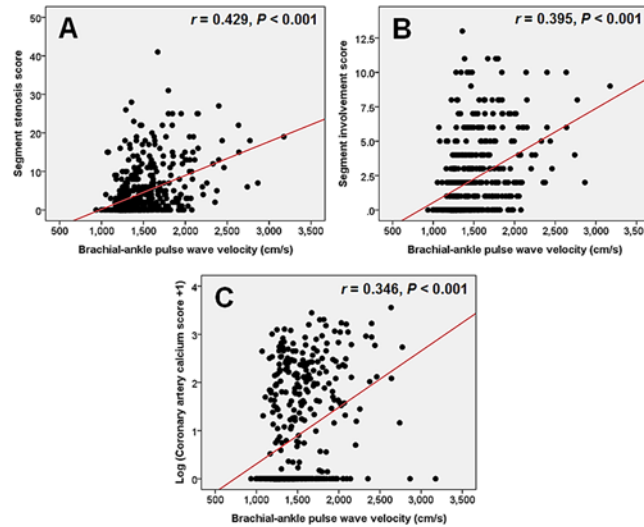 A
r = 0.429, P < 0.001
Segment stenosis score
50
40
30
20
10
0
500 1,000 1,500 2,000 2,500 3,000 3,500
Brachial-ankle pulse wave velocity (cm/s)
B
r = 0.395, P < 0.001
Segment involvement score
12.5
10.0
7.5
5.0
2.5
.0
500 1,000 1,500 2,000 2,500 3,000 3,500
Brachial-ankle pulse wave velocity (cm/s)
C
r = 0.346, P < 0.001
Log (Coronary artery calcium score +1)
4
3
2
1
0
500 1,000 1,500 2,000 2,500 3,000 3,500
Brachial-ankle pulse wave velocity (cm/s)